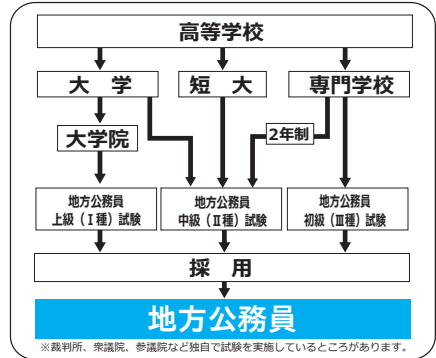 高等学校
大学
短大
専門学校
大学院
2年制
地方公務員
上級（Ⅰ種）試験
地方公務員
中級（Ⅱ種）試験
地方公務員
初級（Ⅲ種）試験
採用
地方公務員
※裁判所、衆議院、参議院など独自で試験を実施しているところがあります。